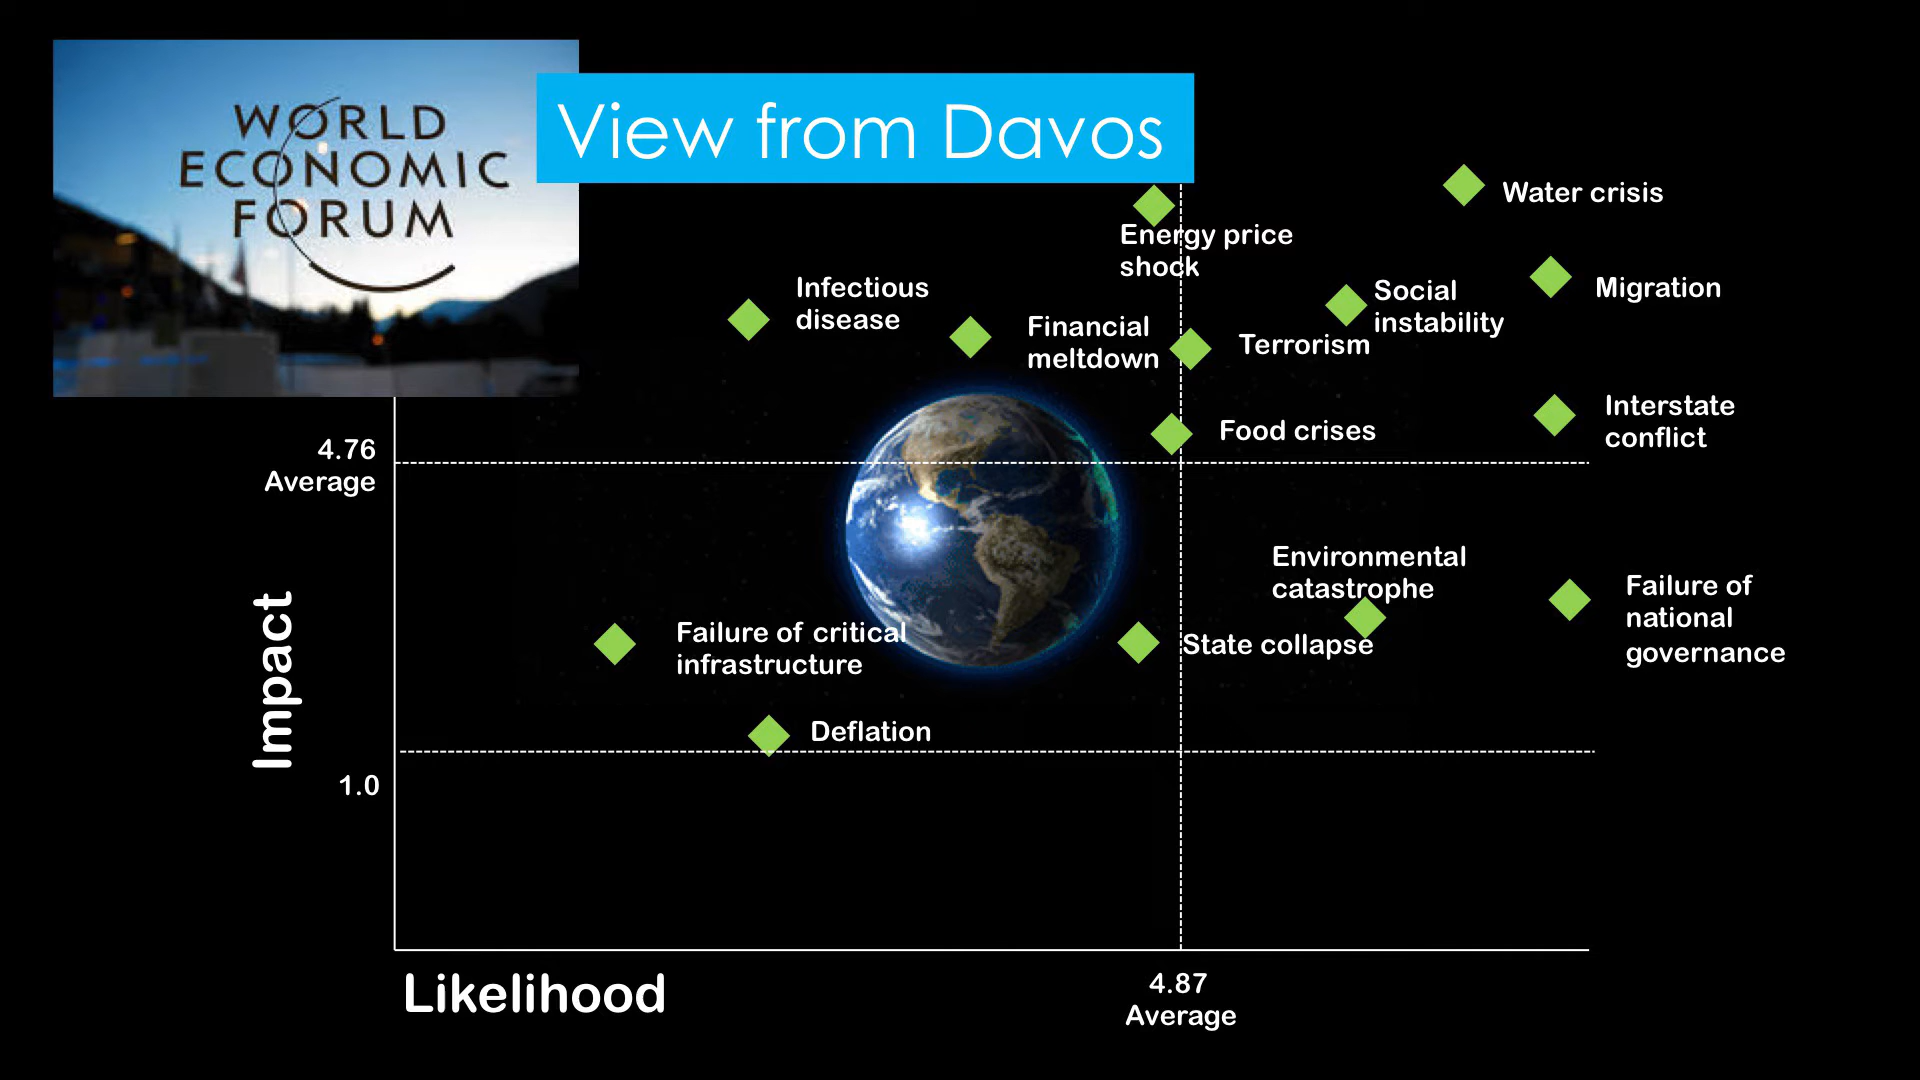 WORLD
ECONOMIC
FORUM
View from Davos
Water crisis
Energy price
shock
Infectious
disease
Social
instability
Migration
Financial
meltdown
Terrorism
Interstate
conflict
Food crises
4.76
Average
Environmental
catastrophe
Failure of
national
governance
Failure of critical
infrastructure
State collapse
Deflation
Impact
1.0
Likelihood
4.87
Average